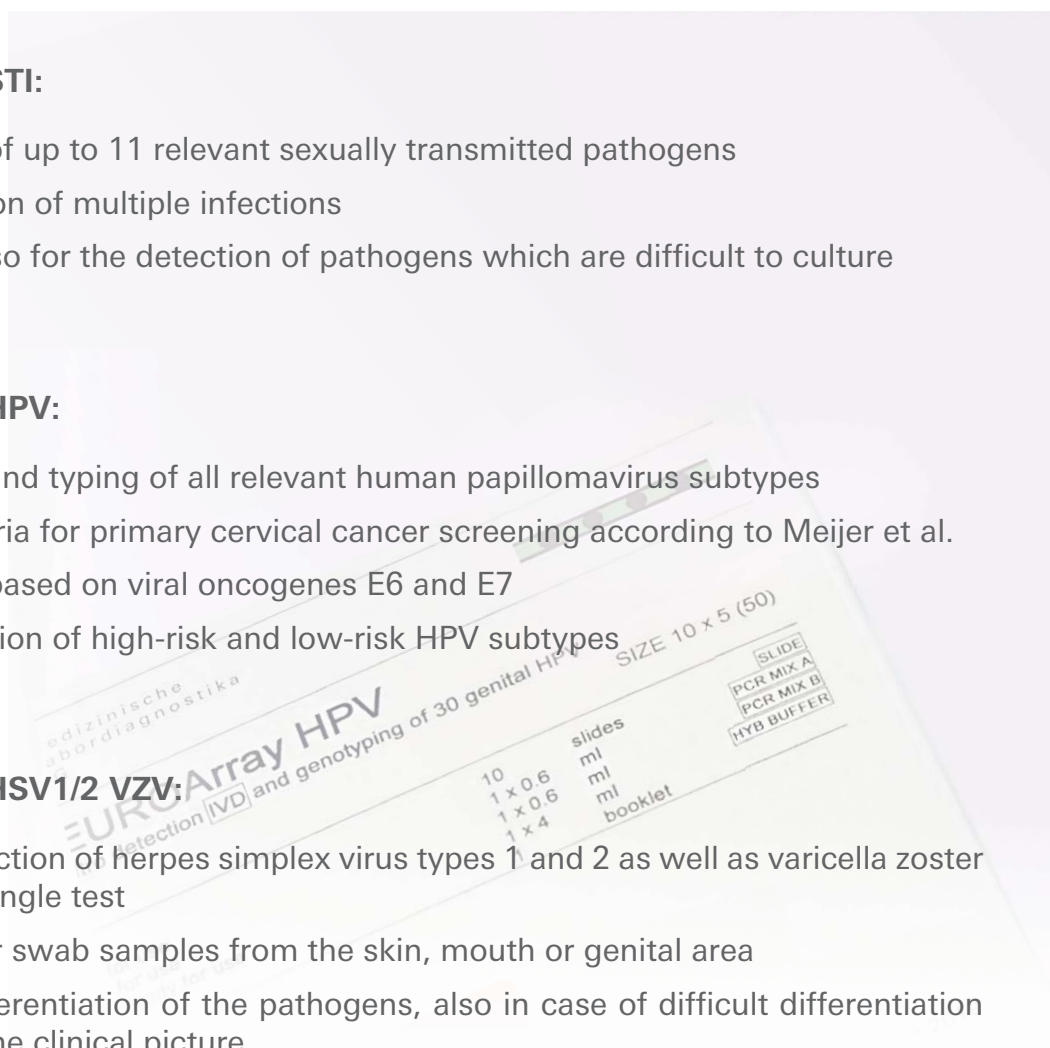 STI:
of up to 11 relevant sexually transmitted pathogens
on of multiple infections
so for the detection of pathogens which are difficult to culture
HPV:
nd typing of all relevant human papillomavirus subtypes
ria for primary cervical cancer screening according to Meijer et al.
based on viral oncogenes E6 and E7
ion of high-risk and low-risk HPV subtypes
edizinische
abordiagnostika
EUROArray HPV
detection IVD and genotyping of 30 genital HPV
SIZE 10 x 5 (50)
10 slides
1 x 0.6 ml
1 x 0.6 ml
1 x 4 ml
1 booklet
SLIDE
PCR MIX A
PCR MIX B
HYB BUFFER
HSV1/2 VZV:
ction of herpes simplex virus types 1 and 2 as well as varicella zoster
ngle test
r swab samples from the skin, mouth or genital area
erentiation of the pathogens, also in case of difficult differentiation
he clinical picture